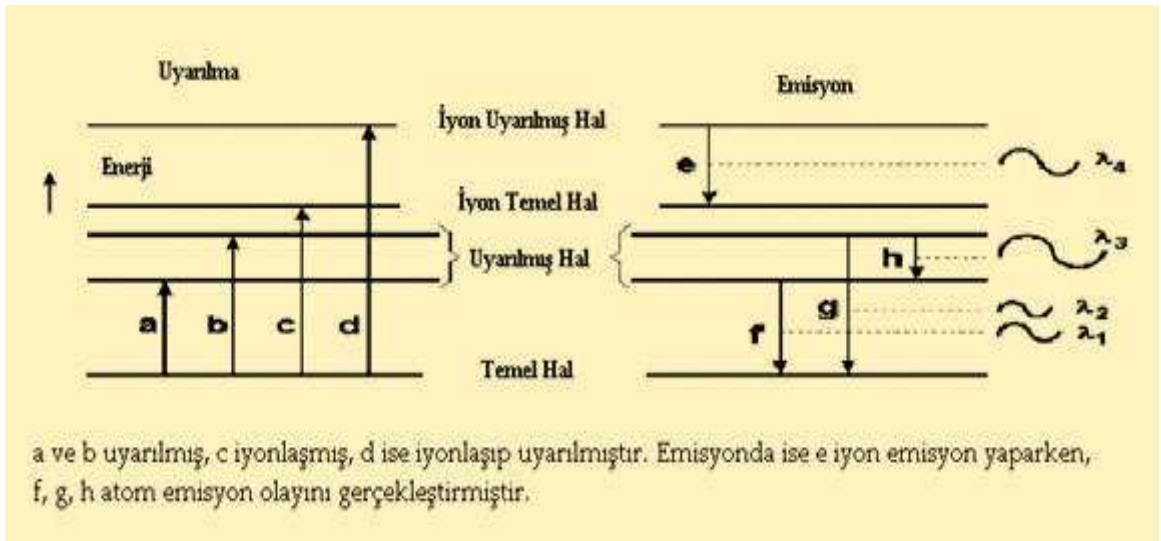 Uyarılma
Emisyon
İyon Uyarılmış Hal
Enerji
e
λ4
İyon Temel Hal
λ3
h
Uyarılmış Hal
a
b
c
d
f
g
λ2
λ1
Temel Hal
a ve b uyarılmış, c iyonlaşmış, d ise iyonlaşıp uyarılmıştır. Emisyonda ise e iyon emisyon yaparken,
f, g, h atom emisyon olayını gerçekleştirmiştir.